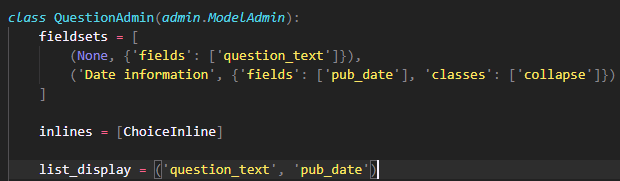 class QuestionAdmin(admin.ModelAdmin):
    fieldsets = [
        (None, {'fields': ['question_text']}),
        ('Date information', {'fields': ['pub_date'], 'classes': ['collapse']})
    ]
    inlines = [ChoiceInline]
    list_display = ('question_text', 'pub_date')